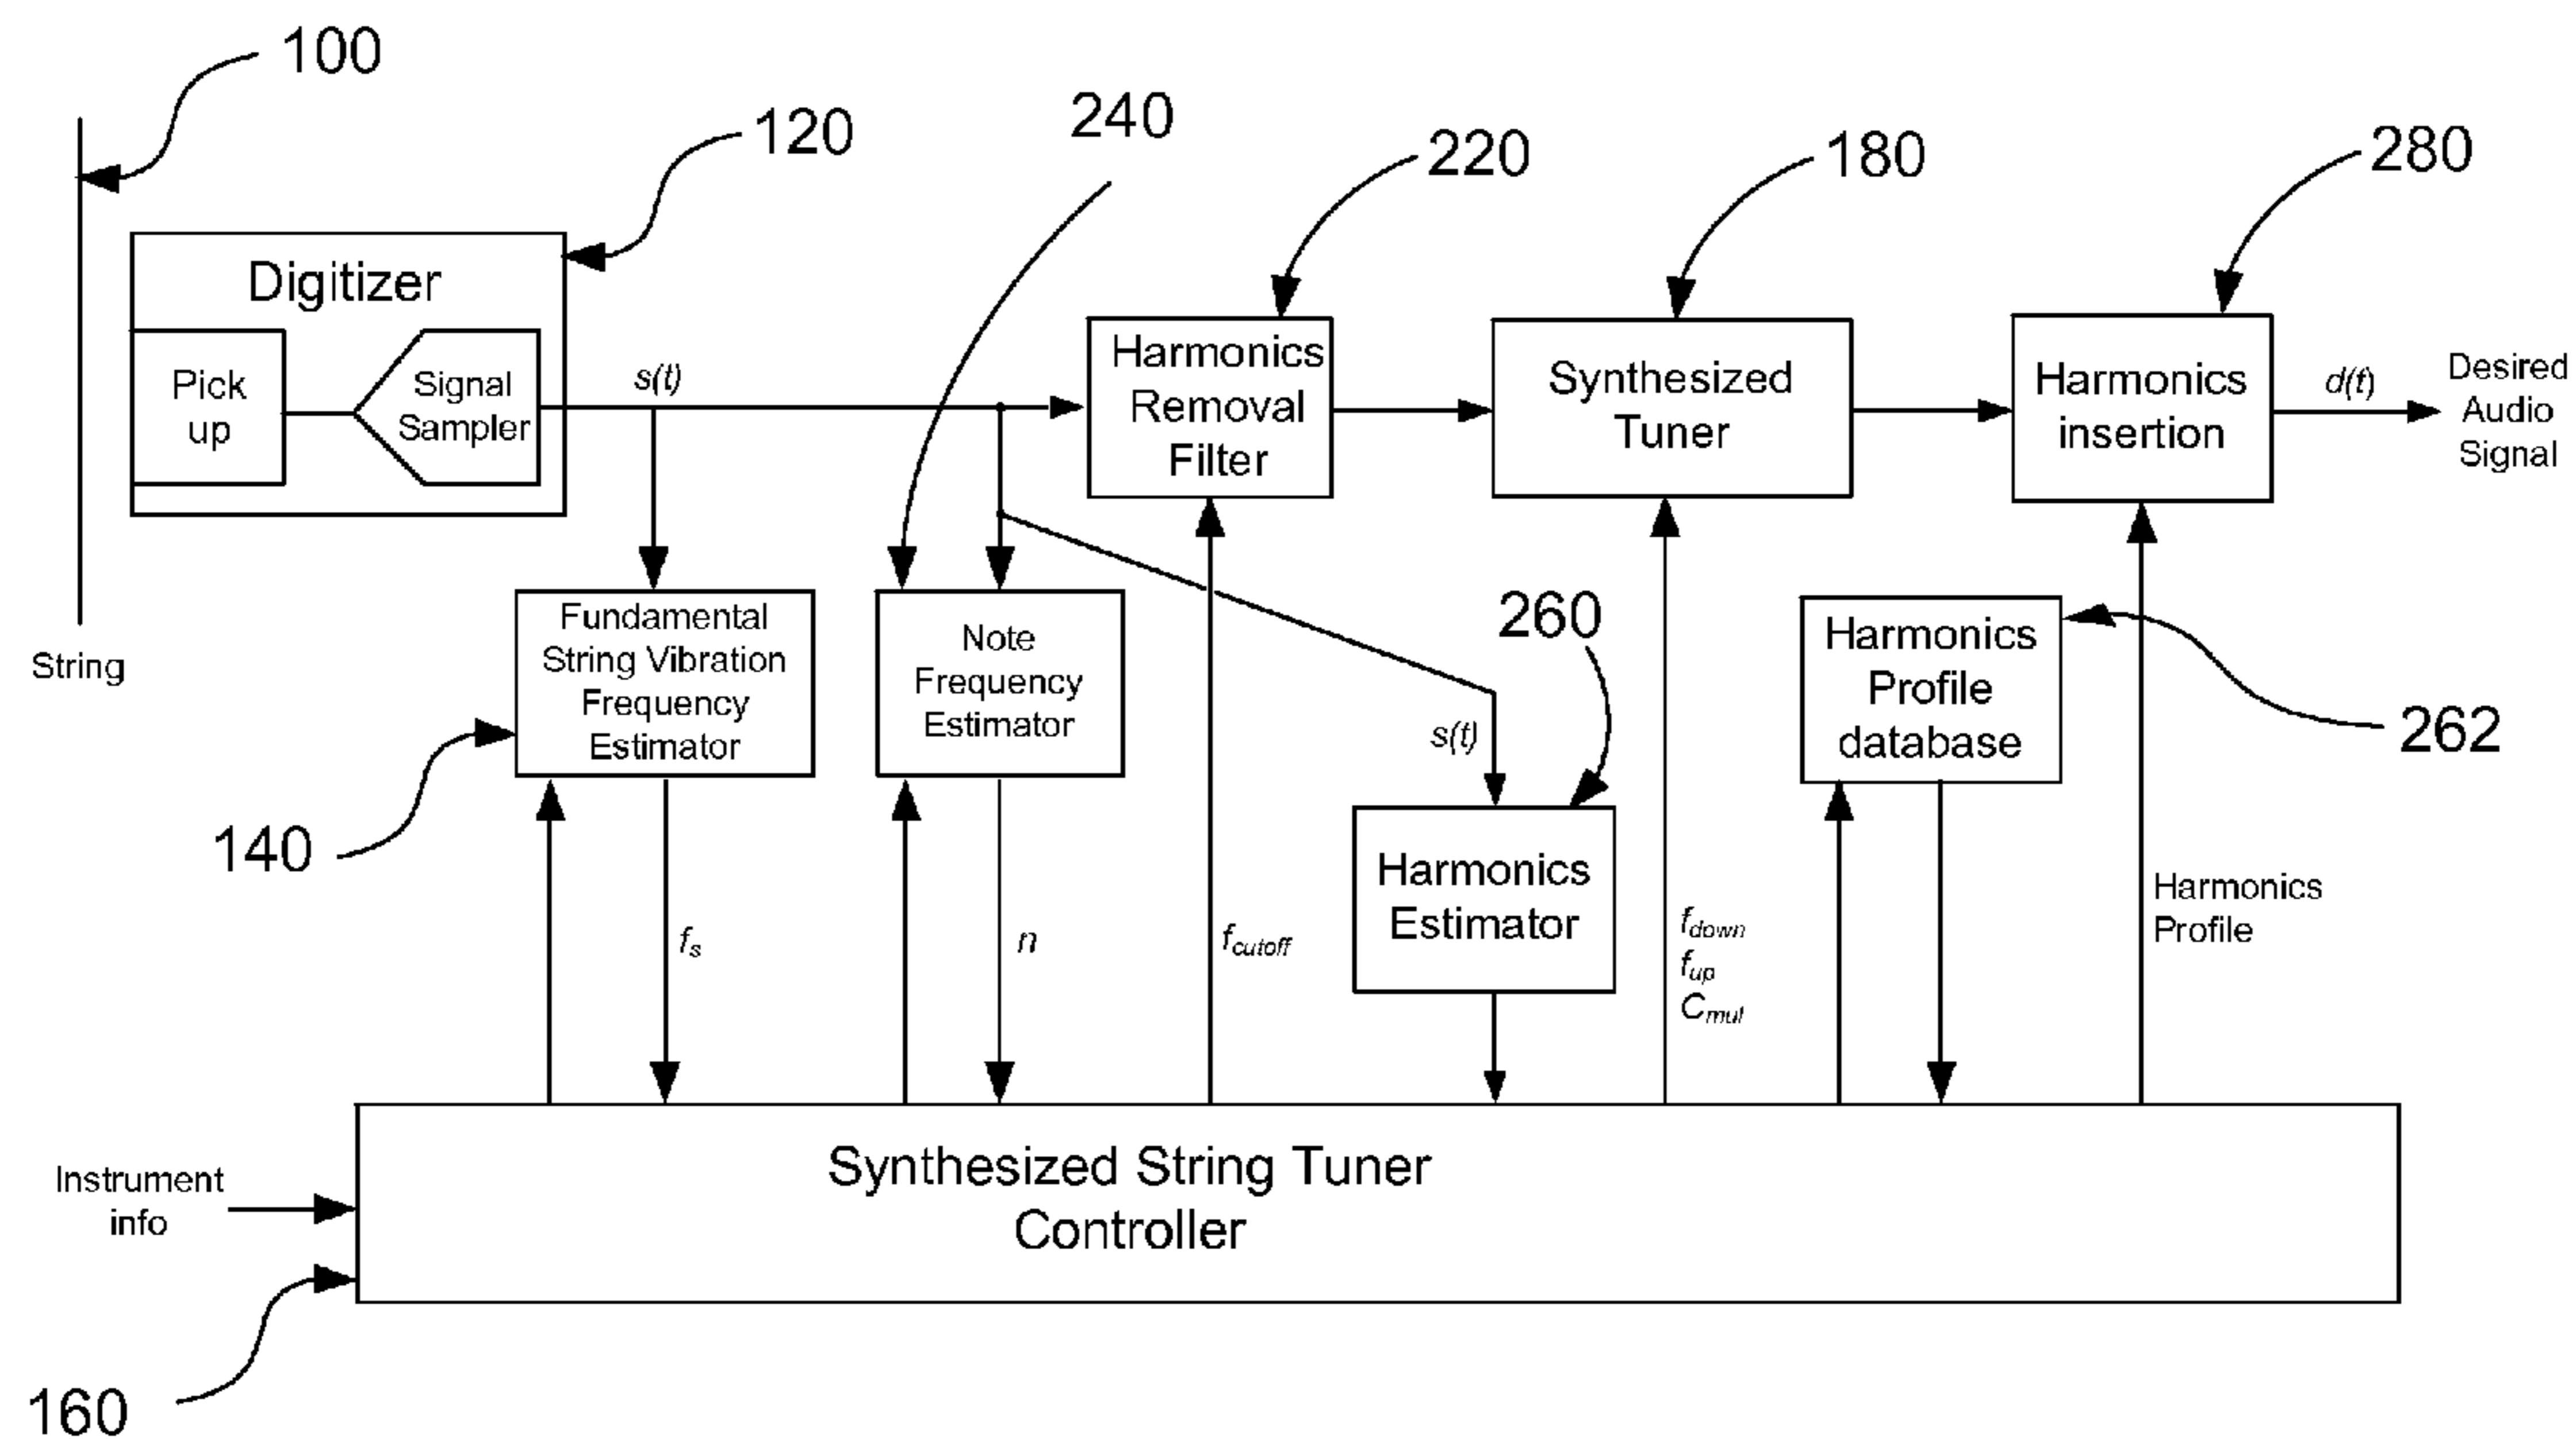 100
120
240
220
180
280
Digitizer
Pick
up
Signal
Sampler
s(t)
Harmonics
Removal
Filter
Synthesized
Tuner
Harmonics
insertion
d(t)
Desired
Audio
Signal
String
Fundamental
String Vibration
Frequency
Estimator
Note
Frequency
Estimator
260
Harmonics
Profile
database
262
s(t)
140
Harmonics
Estimator
fs
n
fcutoff
fdown
fup
Cmul
Harmonics
Profile
Instrument
info
Synthesized String Tuner
Controller
160